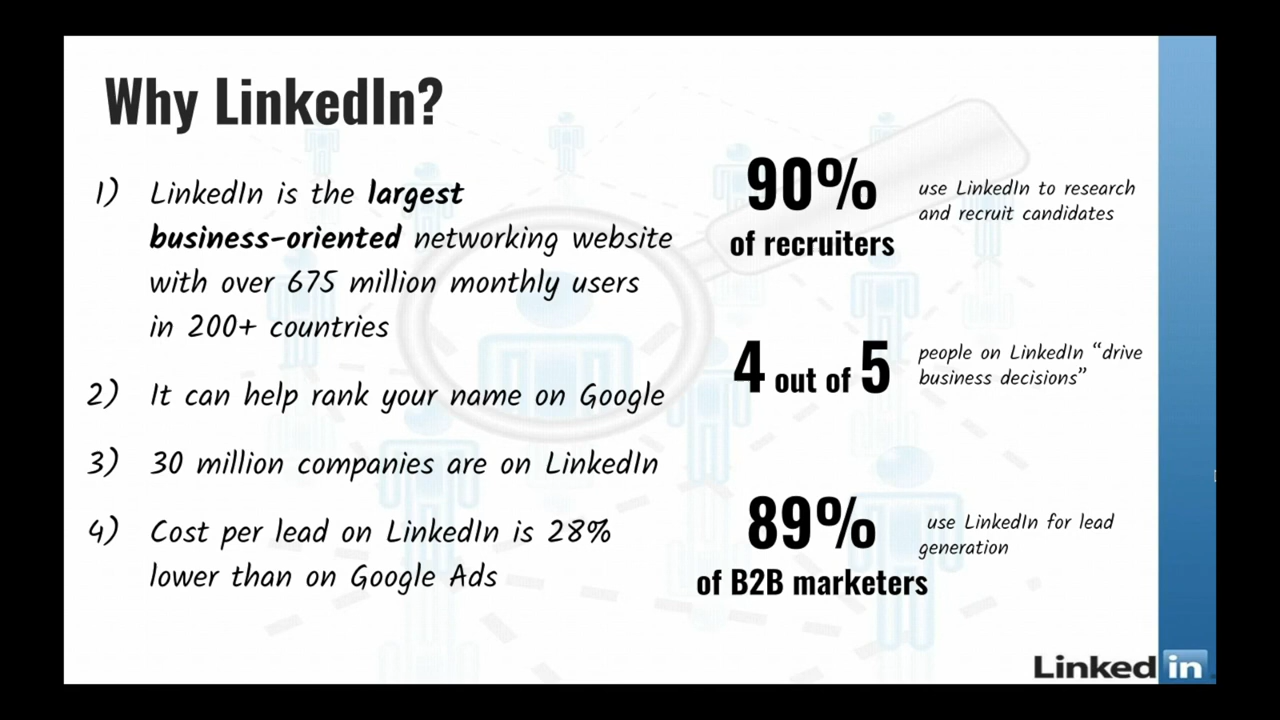 Why LinkedIn?
1) LinkedIn is the largest
business-oriented networking website
with over 675 million monthly users
in 200+ countries
2) It can help rank your name on Google
3) 30 million companies are on LinkedIn
4) Cost per lead on LinkedIn is 28%
lower than on Google Ads
90%
of recruiters
use LinkedIn to research
and recruit candidates
4 out of 5
people on LinkedIn “drive
business decisions”
89%
of B2B marketers
use LinkedIn for lead
generation
Linked in